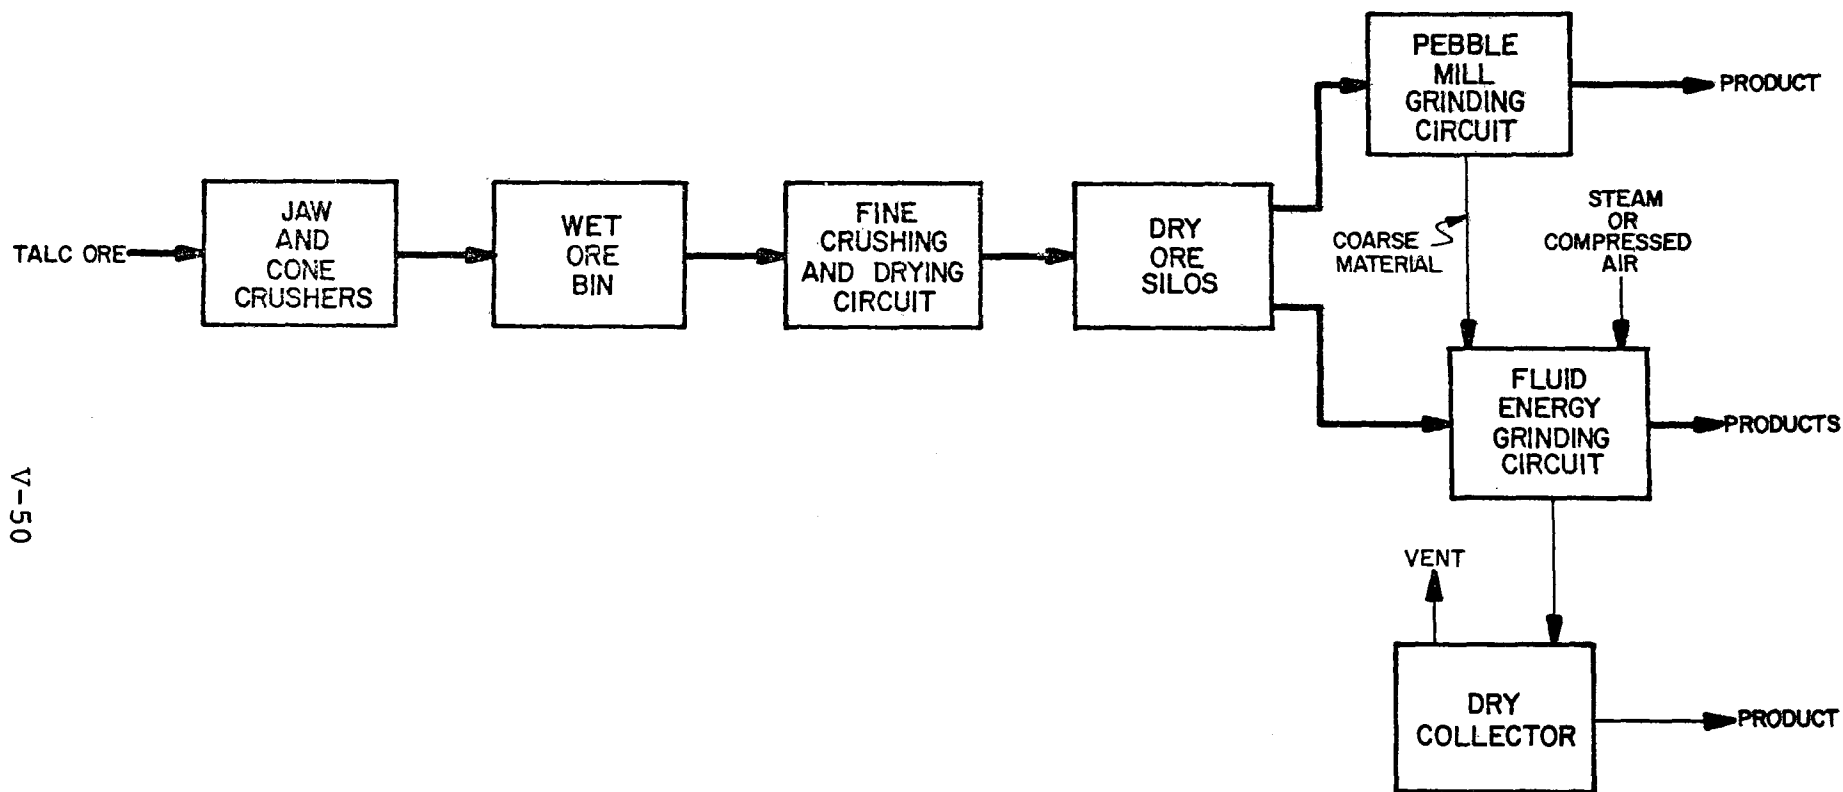 TALC ORE
JAW
AND
CONE
CRUSHERS
WET
ORE
BIN
FINE
CRUSHING
AND DRYING
CIRCUIT
DRY
ORE
SILOS
PEBBLE
MILL
GRINDING
CIRCUIT
PRODUCT
COARSE
MATERIAL
STEAM
OR
COMPRESSED
AIR
FLUID
ENERGY
GRINDING
CIRCUIT
PRODUCTS
VENT
DRY
COLLECTOR
PRODUCT
V-50